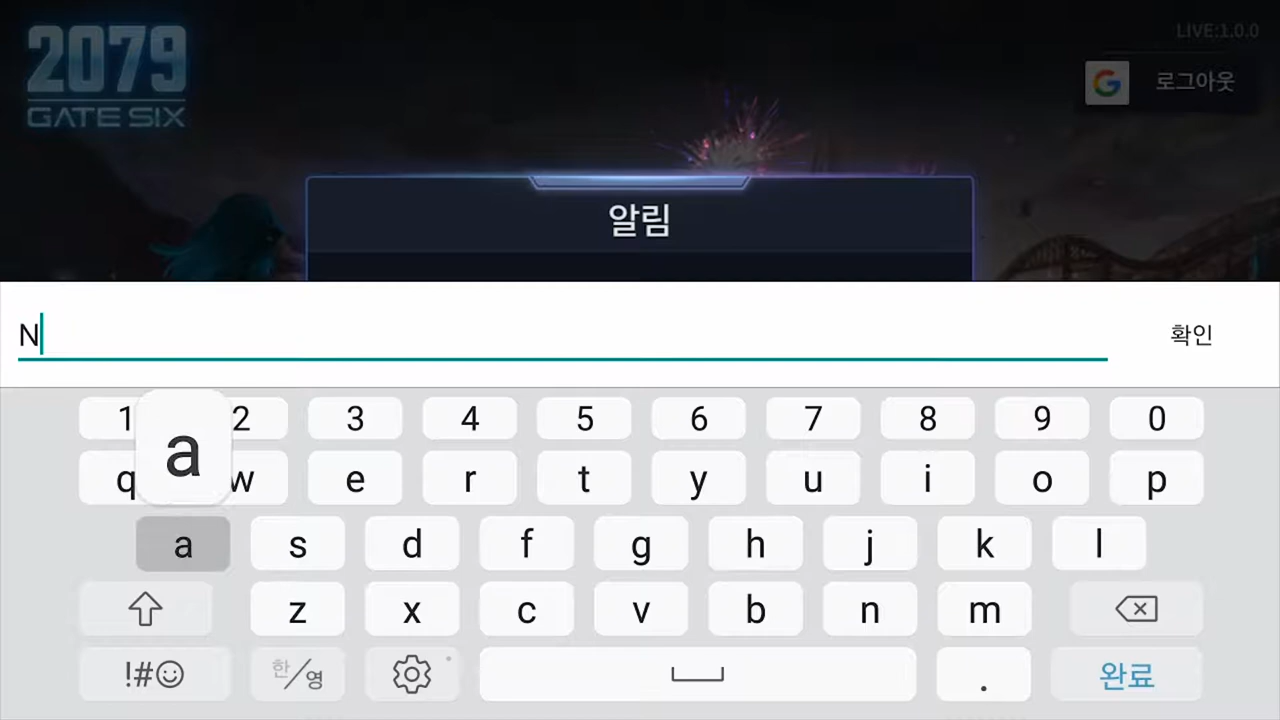 2079
GATE SIX
LIVE:1.0.0
G 로그아웃
알림
N
확인
1 2 3 4 5 6 7 8 9 0
a
q w e r t y u i o p
a s d f g h j k l
z x c v b n m
!#☺ 한/영 . 완료